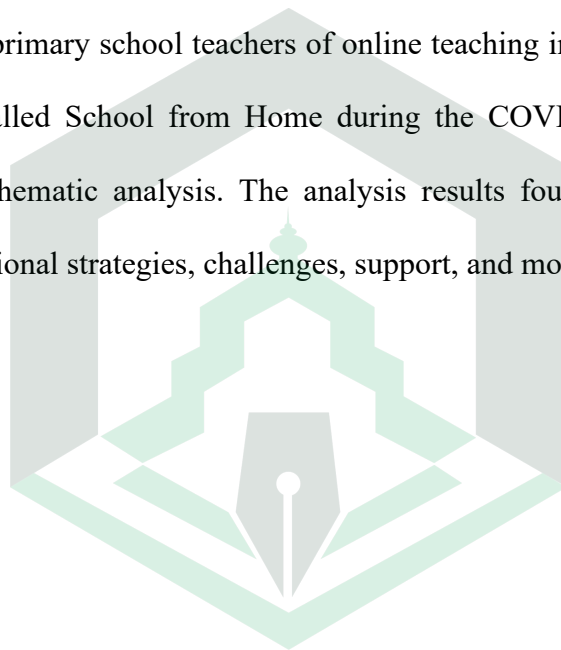 primary school teachers of online teaching in
lled School from Home during the COV
hematic analysis. The analysis results fou
ional strategies, challenges, support, and mo